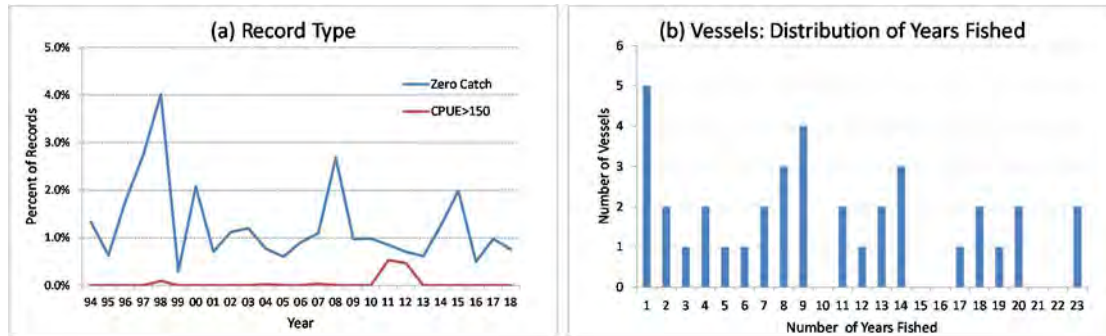 (a) Record Type
5.0%
4.0%
3.0%
2.0%
1.0%
0.0%
Percent of Records
Zero Catch
CPUE>150
94 95 96 97 98 99 00 01 02 03 04 05 06 07 08 09 10 11 12 13 14 15 16 17 18
Year
(b) Vessels: Distribution of Years Fished
6
5
4
3
2
1
0
Number of Vessels
1 2 3 4 5 6 7 8 9 10 11 12 13 14 15 16 17 18 19 20 21 22 23
Number of Years Fished